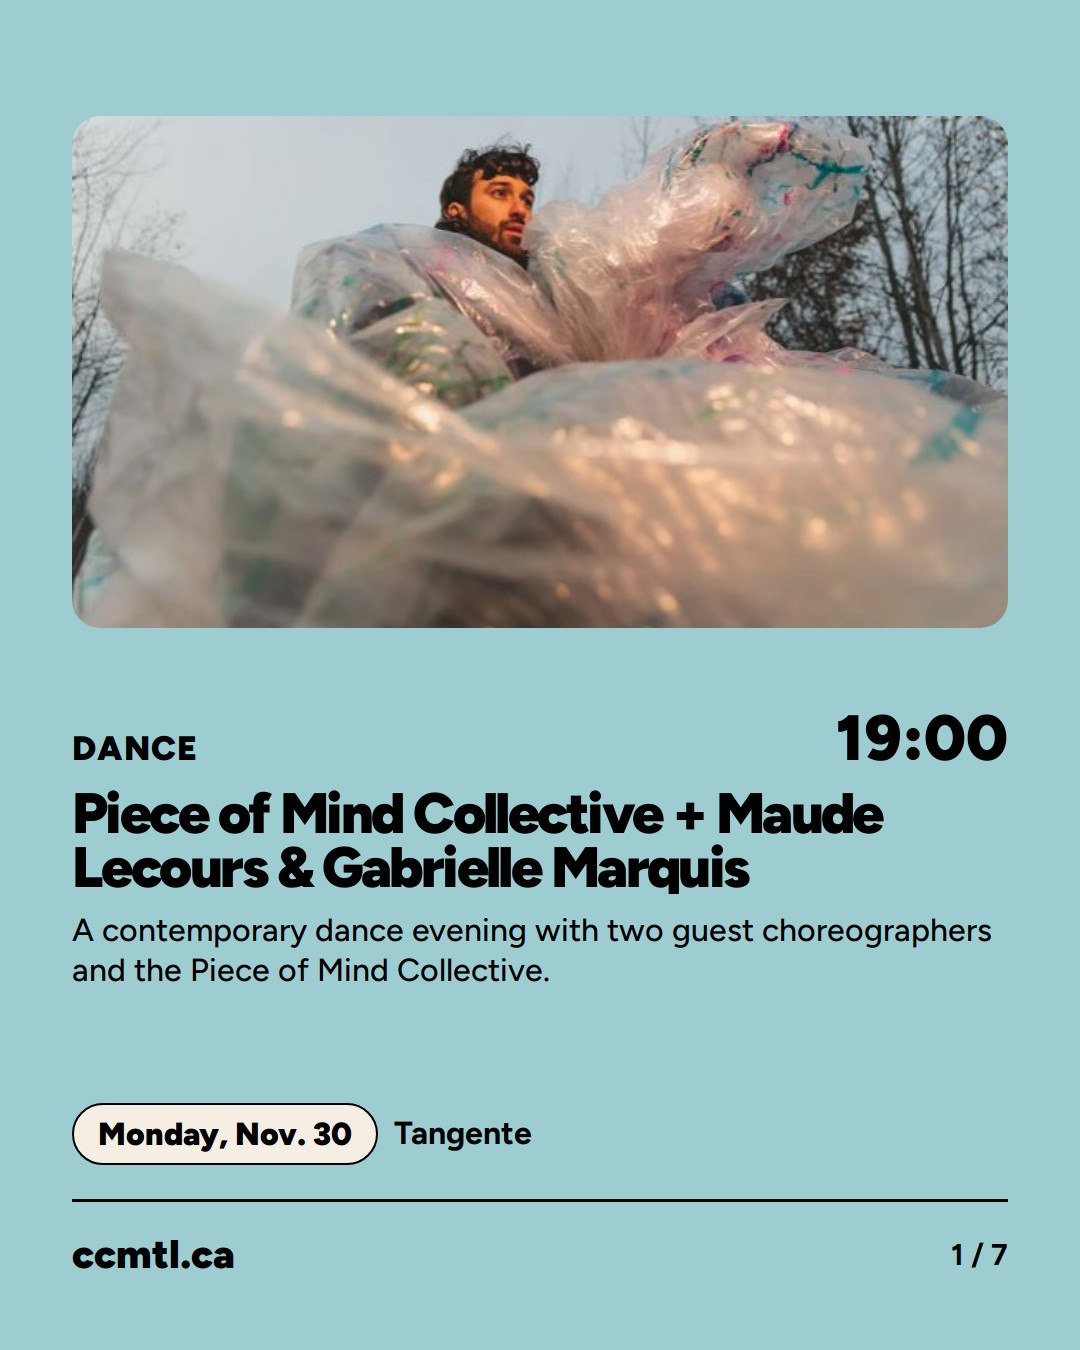 DANCE
19:00
Piece of Mind Collective + Maude
Lecours & Gabrielle Marquis
A contemporary dance evening with two guest choreographers
and the Piece of Mind Collective.
Monday, Nov. 30
Tangente
ccmtl.ca
1 / 7